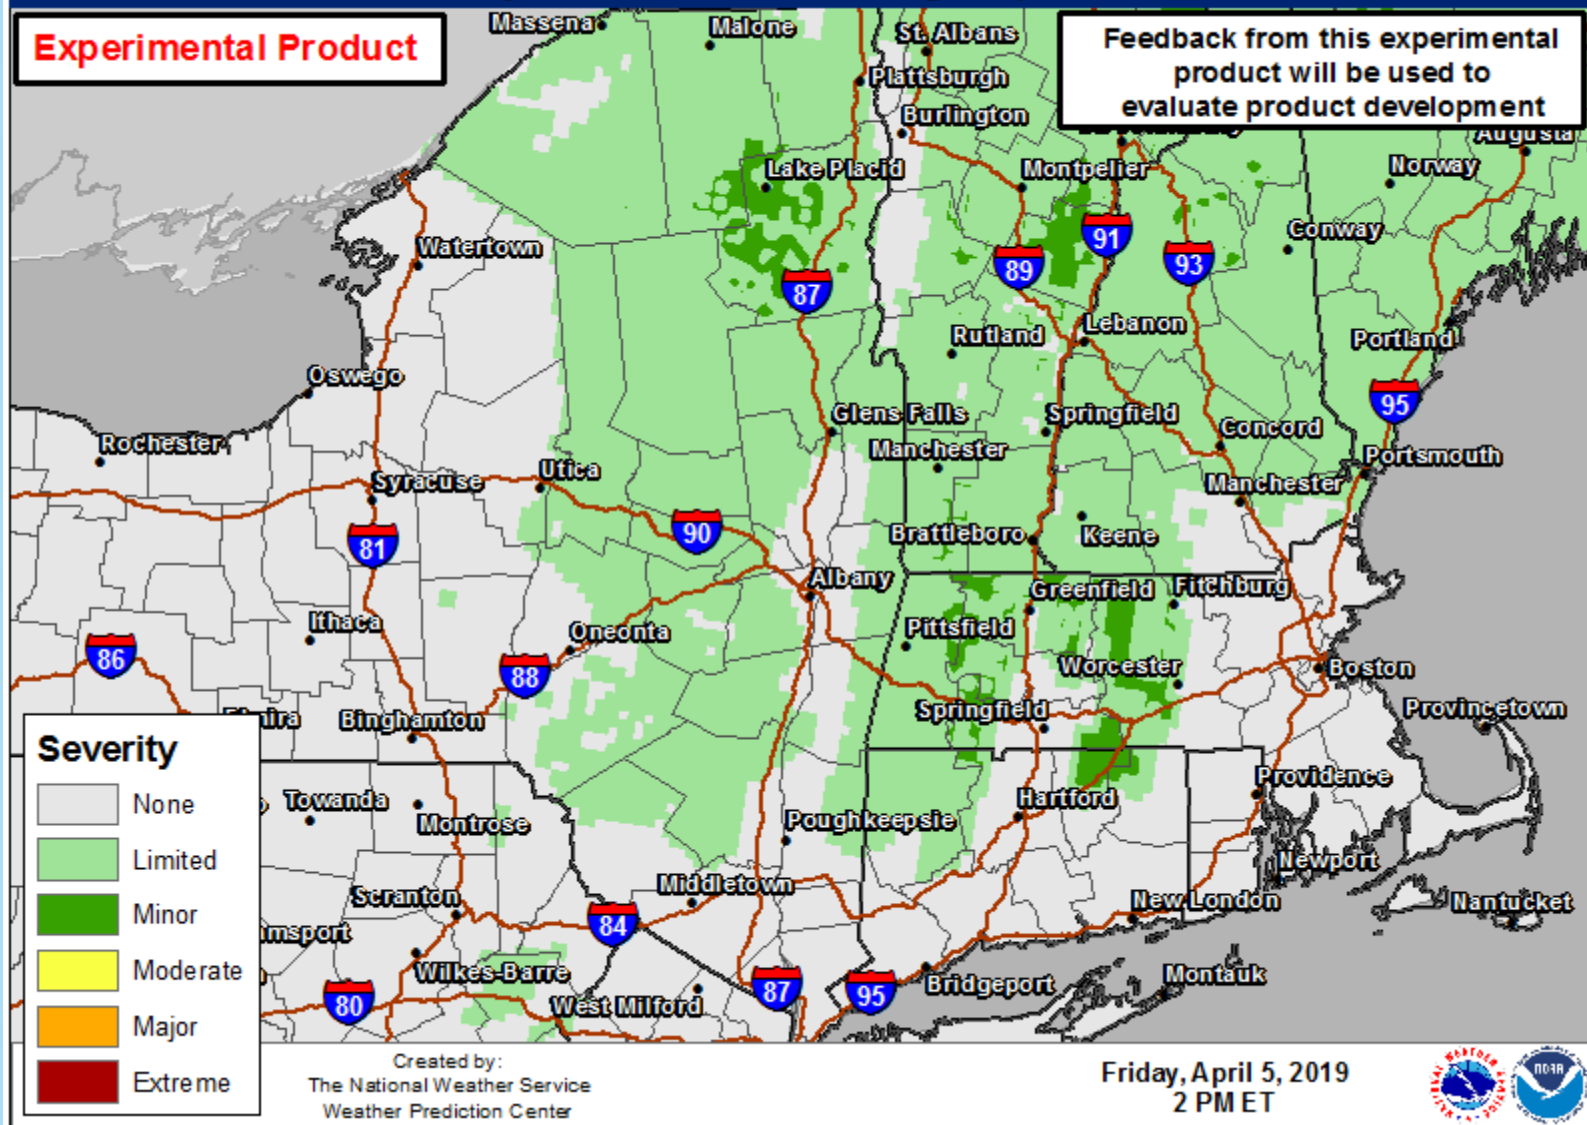 Experimental Product
Feedback from this experimental
product will be used to
evaluate product development
Massena
Malone
St. Albans
Plattsburgh
Burlington
Augusta
Norway
Lake Placid
Montpelier
Conway
Watertown
91
89
93
87
Lebanon
Rutland
Portland
Oswego
95
Rochester
Glens Falls
Springfield
Concord
Manchester
Portsmouth
Syracuse
Utica
Manchester
81
90
Brattleboro
Keene
Albany
Greenfield
Fitchburg
Ithaca
Oneonta
Pittsfield
86
88
Worcester
Boston
Binghamton
Springfield
Provincetown
Severity
None
Limited
Minor
Moderate
Major
Extreme
Towanda
Montrose
Poughkeepsie
Hartford
Providence
Newport
Scranton
Middletown
New London
Nantucket
84
amsport
Wilkes-Barre
West Milford
80
87
95
Bridgeport
Montauk
Created by:
The National Weather Service
Weather Prediction Center
Friday, April 5, 2019
2 PM ET
NOAA